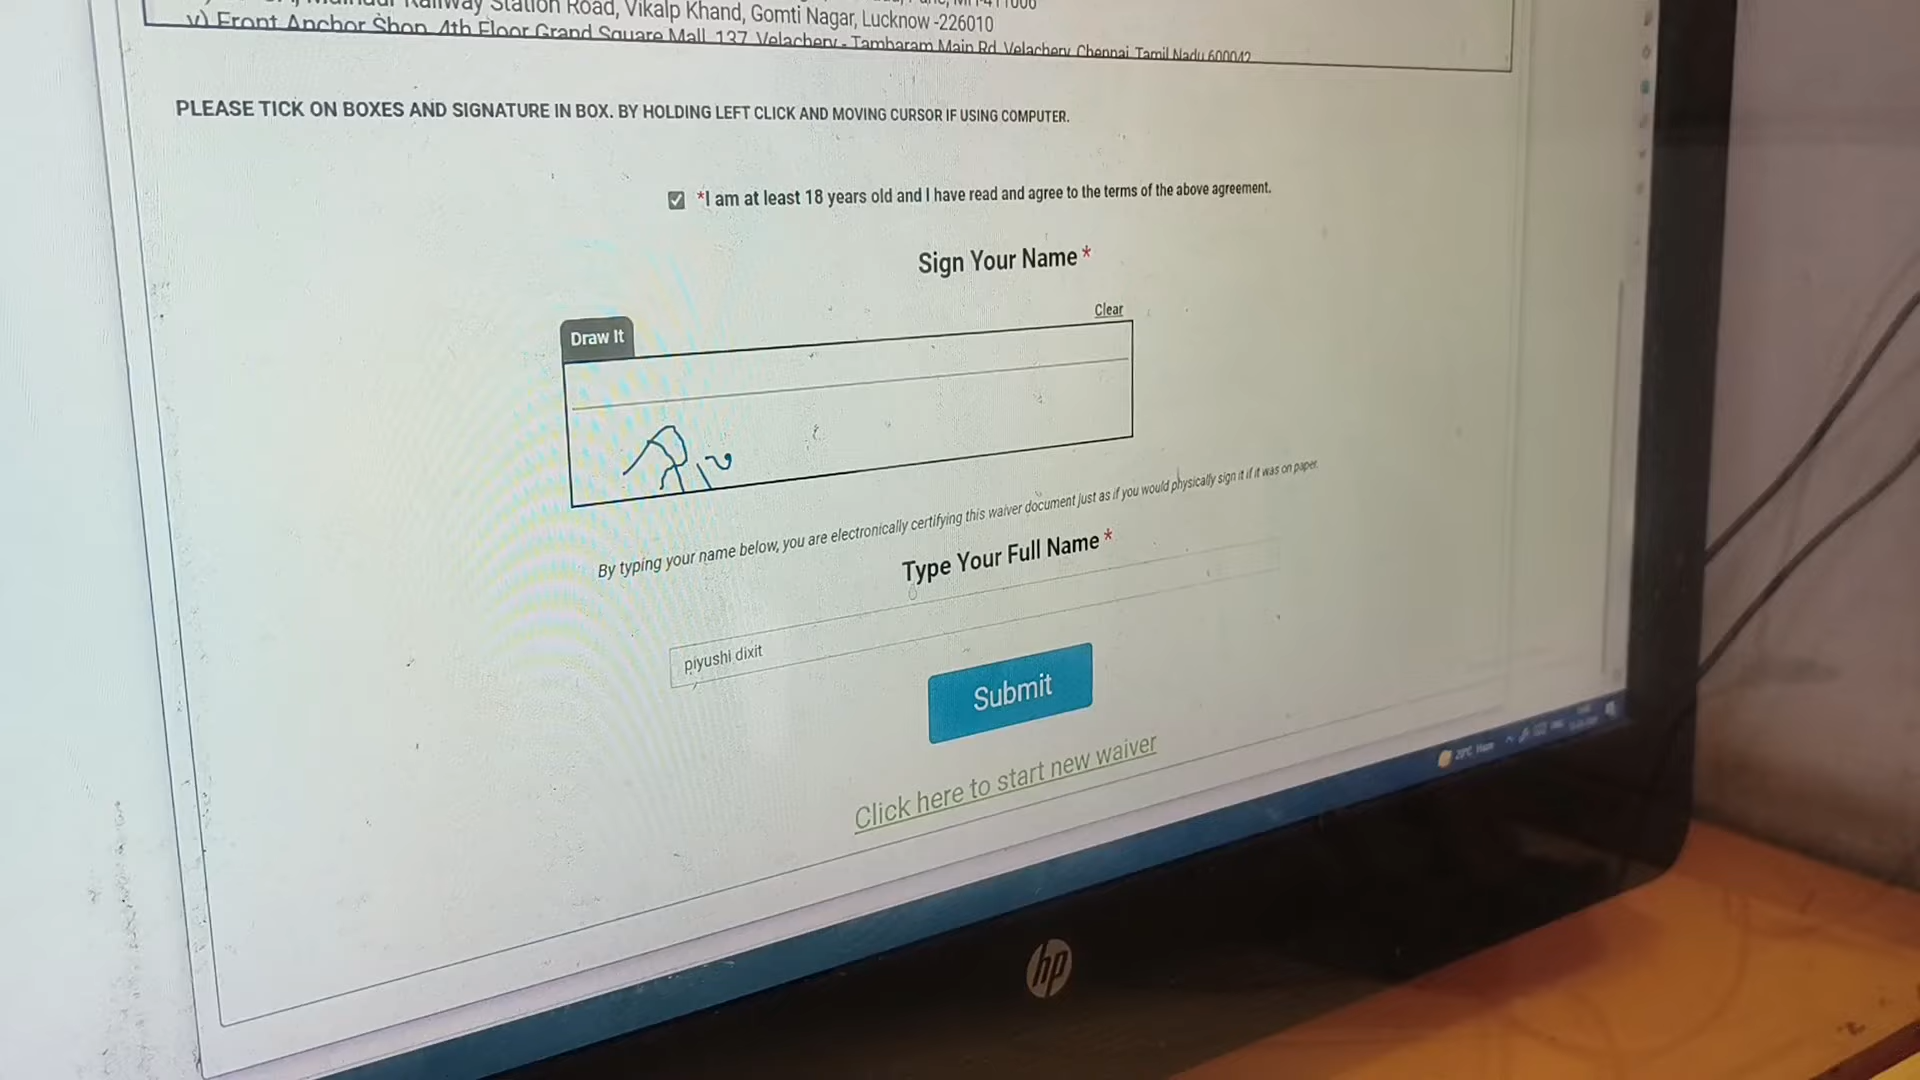 Station Road, Vikalp Khand, Gomti Nagar, Lucknow -226010
v) Front Anchor Shop, 4th Floor Grand Square Mall, 137, Velachery - Tambaram Main Rd, Velachery, Chennai, Tamil Nadu 600042
PLEASE TICK ON BOXES AND SIGNATURE IN BOX. BY HOLDING LEFT CLICK AND MOVING CURSOR IF USING COMPUTER.
*I am at least 18 years old and I have read and agree to the terms of the above agreement.
Sign Your Name *
Clear
Draw It
By typing your name below, you are electronically certifying this waiver document just as if you would physically sign it if it was on paper.
Type Your Full Name *
piyushi dixit
Submit
Click here to start new waiver
29°C Haze
hp